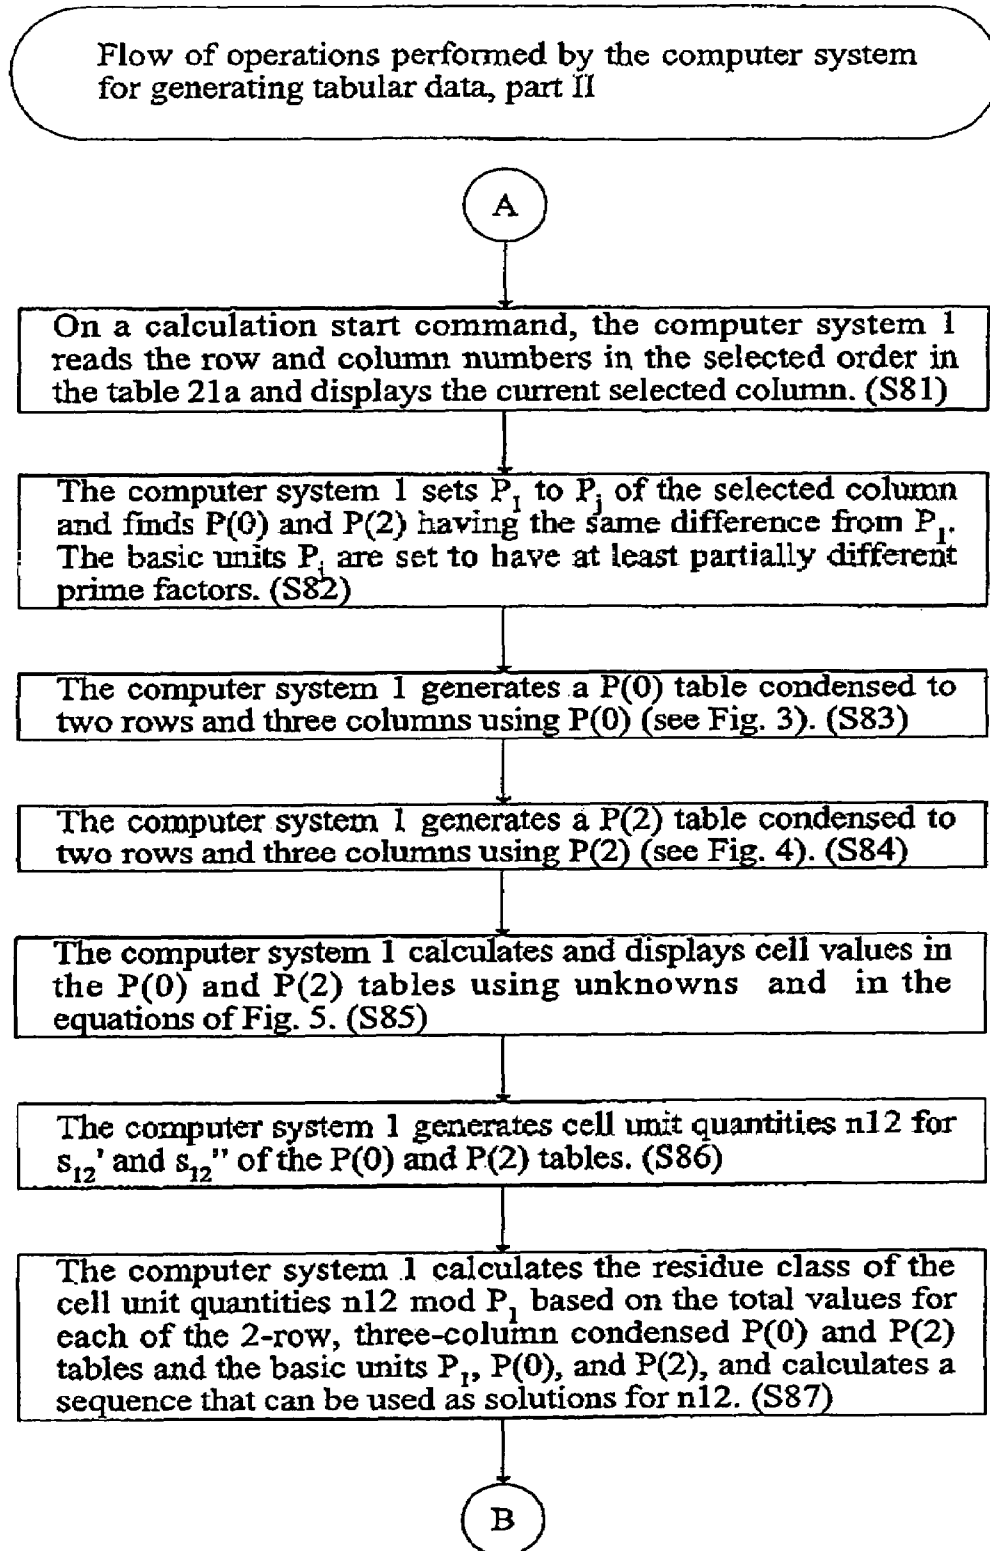 Flow of operations performed by the computer system
for generating tabular data, part II
A
On a calculation start command, the computer system 1
reads the row and column numbers in the selected order in
the table 21a and displays the current selected column. (S81)
The computer system 1 sets P₁ to Pⱼ of the selected column
and finds P(0) and P(2) having the same difference from P₁.
The basic units Pᵢ are set to have at least partially different
prime factors. (S82)
The computer system 1 generates a P(0) table condensed to
two rows and three columns using P(0) (see Fig. 3). (S83)
The computer system 1 generates a P(2) table condensed to
two rows and three columns using P(2) (see Fig. 4). (S84)
The computer system 1 calculates and displays cell values in
the P(0) and P(2) tables using unknowns and in the
equations of Fig. 5. (S85)
The computer system 1 generates cell unit quantities n12 for
s₁₂' and s₁₂" of the P(0) and P(2) tables. (S86)
The computer system 1 calculates the residue class of the
cell unit quantities n12 mod P₁ based on the total values for
each of the 2-row, three-column condensed P(0) and P(2)
tables and the basic units P₁, P(0), and P(2), and calculates a
sequence that can be used as solutions for n12. (S87)
B